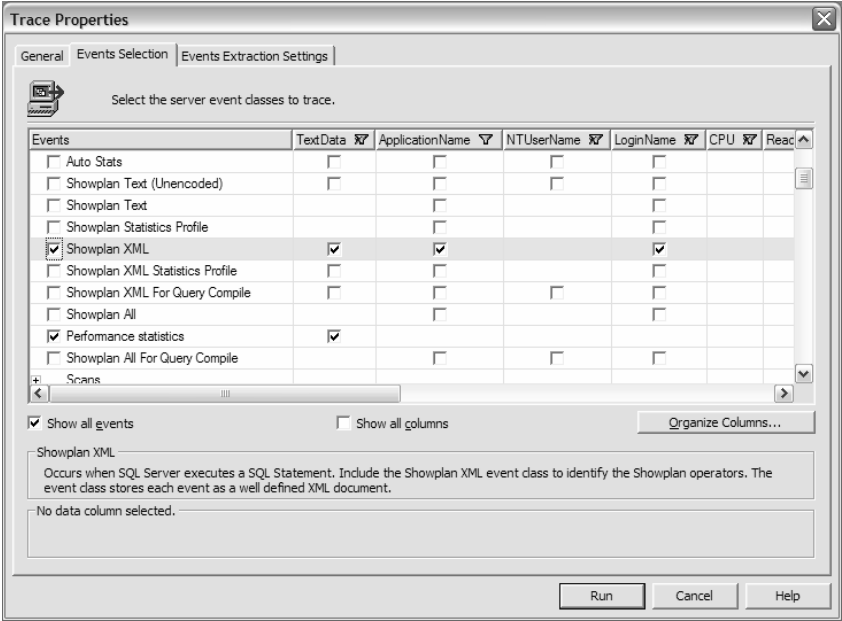 Trace Properties
General Events Selection Events Extraction Settings
Select the server event classes to trace.
Events TextData ApplicationName NTUserName LoginName CPU Reac
Auto Stats
Showplan Text (Unencoded)
Showplan Text
Showplan Statistics Profile
Showplan XML
Showplan XML Statistics Profile
Showplan XML For Query Compile
Showplan All
Performance statistics
Showplan All For Query Compile
Scans
Show all events Show all columns Organize Columns...
Showplan XML
Occurs when SQL Server executes a SQL Statement. Include the Showplan XML event class to identify the Showplan operators. The
event class stores each event as a well defined XML document.
No data column selected.
Run Cancel Help